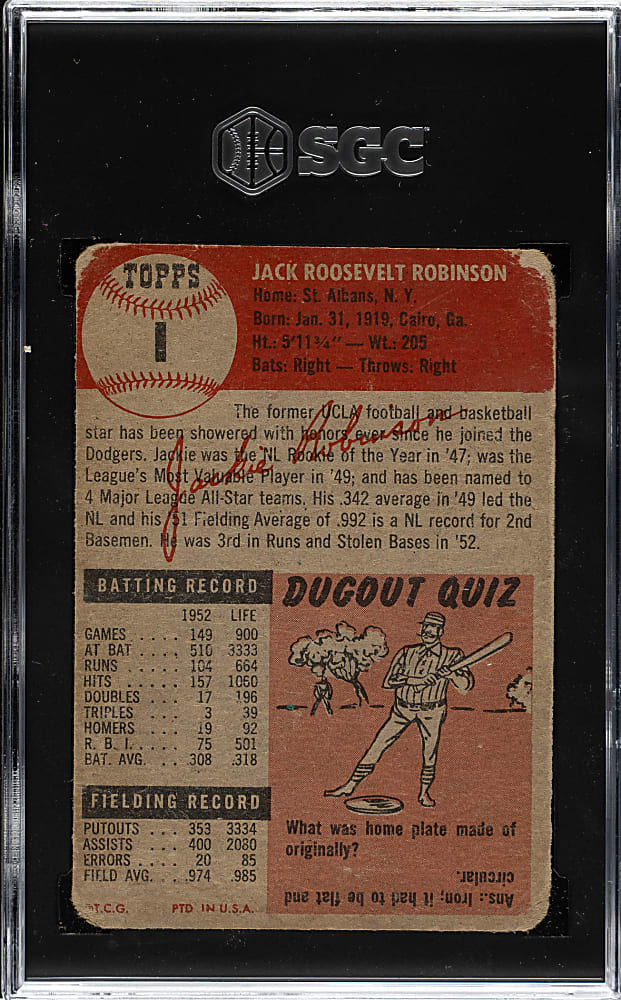 SGC
TOPPS
1
JACK ROOSEVELT ROBINSON
Home: St. Albans, N. Y.
Born: Jan. 31, 1919, Cairo, Ga.
Ht.: 5'11¾" — Wt.: 205
Bats: Right — Throws: Right
The former UCLA football and basketball
star has been showered with honors ever since he joined the
Dodgers. Jackie was the NL Rookie of the Year in '47; was the
League's Most Valuable Player in '49; and has been named to
4 Major League All-Star teams. His .342 average in '49 led the
NL and his '51 Fielding Average of .992 is a NL record for 2nd
Basemen. He was 3rd in Runs and Stolen Bases in '52.
Jackie Robinson
BATTING RECORD
1952 LIFE
GAMES . . . . . 149 900
AT BAT . . . . . 510 3333
RUNS . . . . . 104 664
HITS . . . . . 157 1060
DOUBLES . . . 17 196
TRIPLES . . . 3 39
HOMERS . . . 19 92
R. B. I. . . . . 75 501
BAT. AVG. . . .308 .318
FIELDING RECORD
PUTOUTS . . . 353 3334
ASSISTS . . . 400 2080
ERRORS . . . . 20 85
FIELD AVG. . . .974 .985
DUGOUT QUIZ
What was home plate made of
originally?
Ans.: Iron; it had to be flat and
circular.
©T.C.G. PTD IN U.S.A.